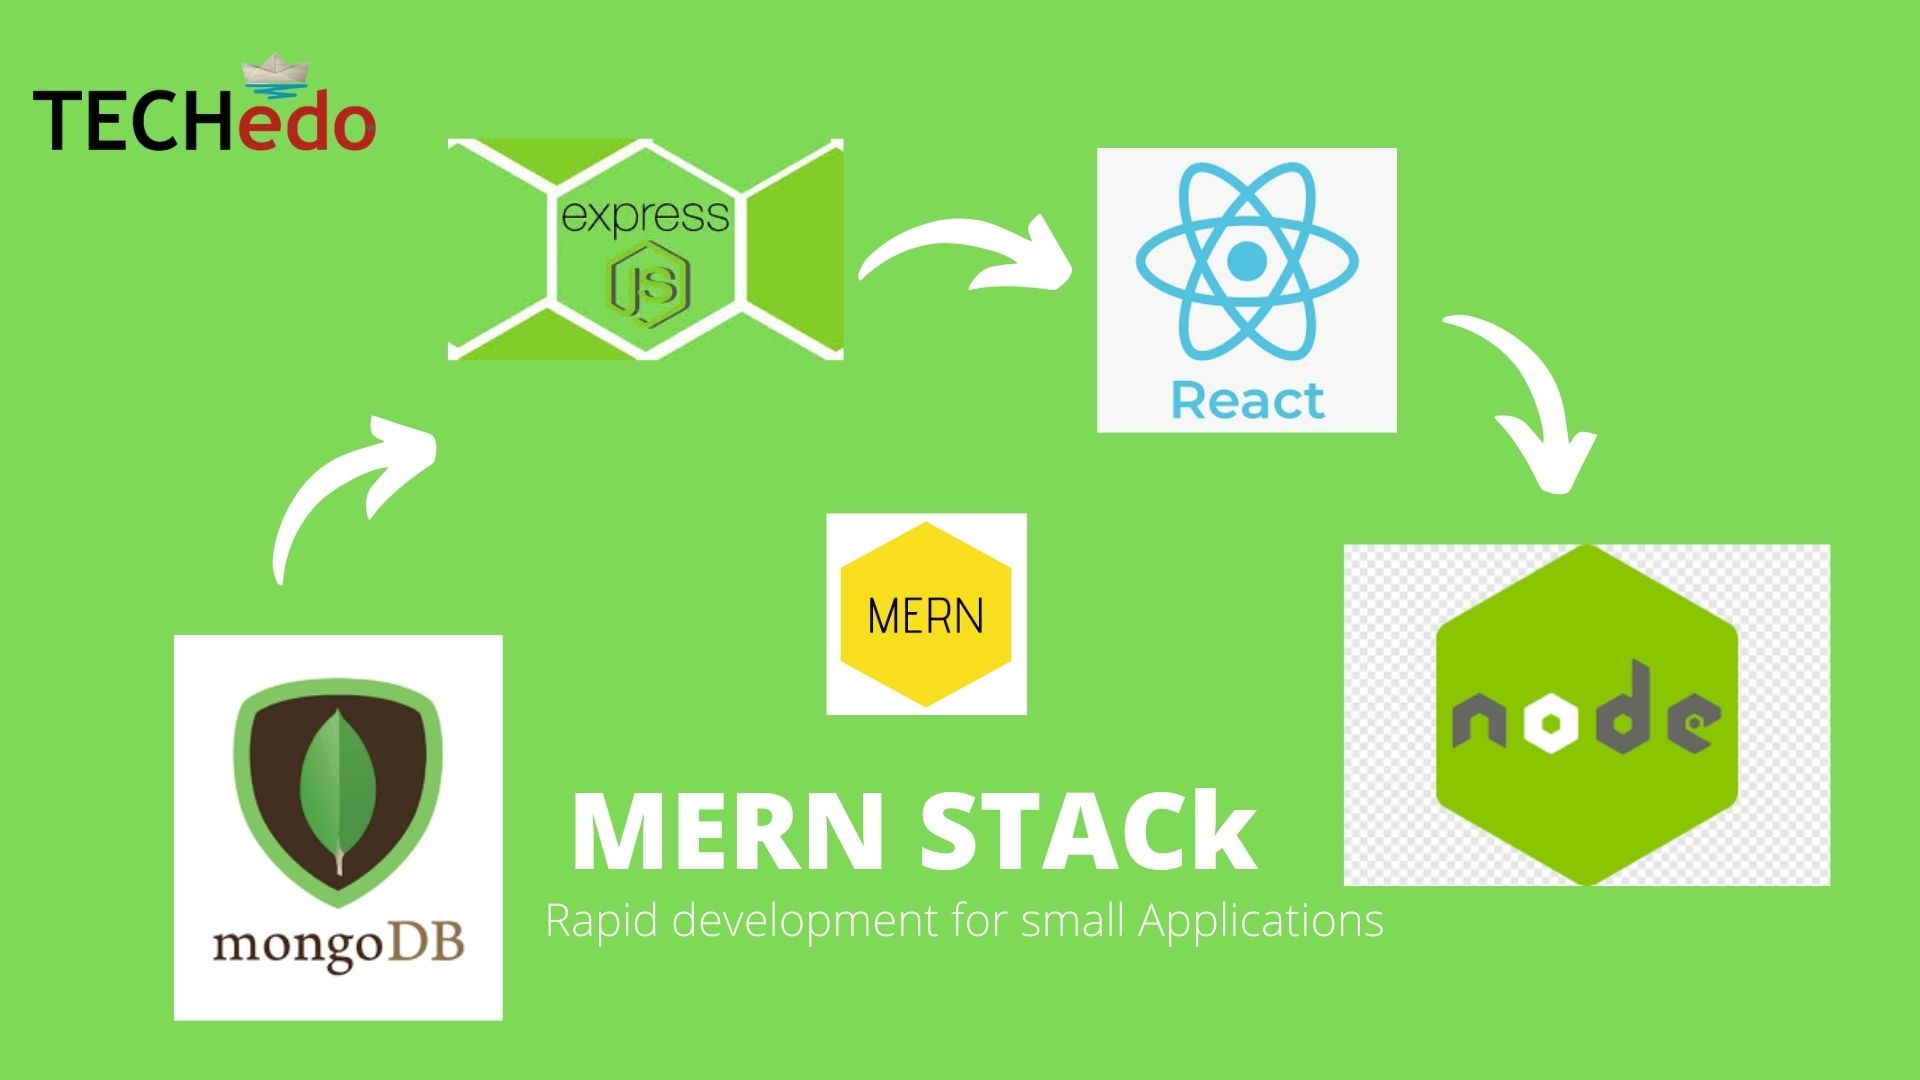 TECHedo
express
JS
React
MERN
node
mongoDB
MERN STACk
Rapid development for small Applications